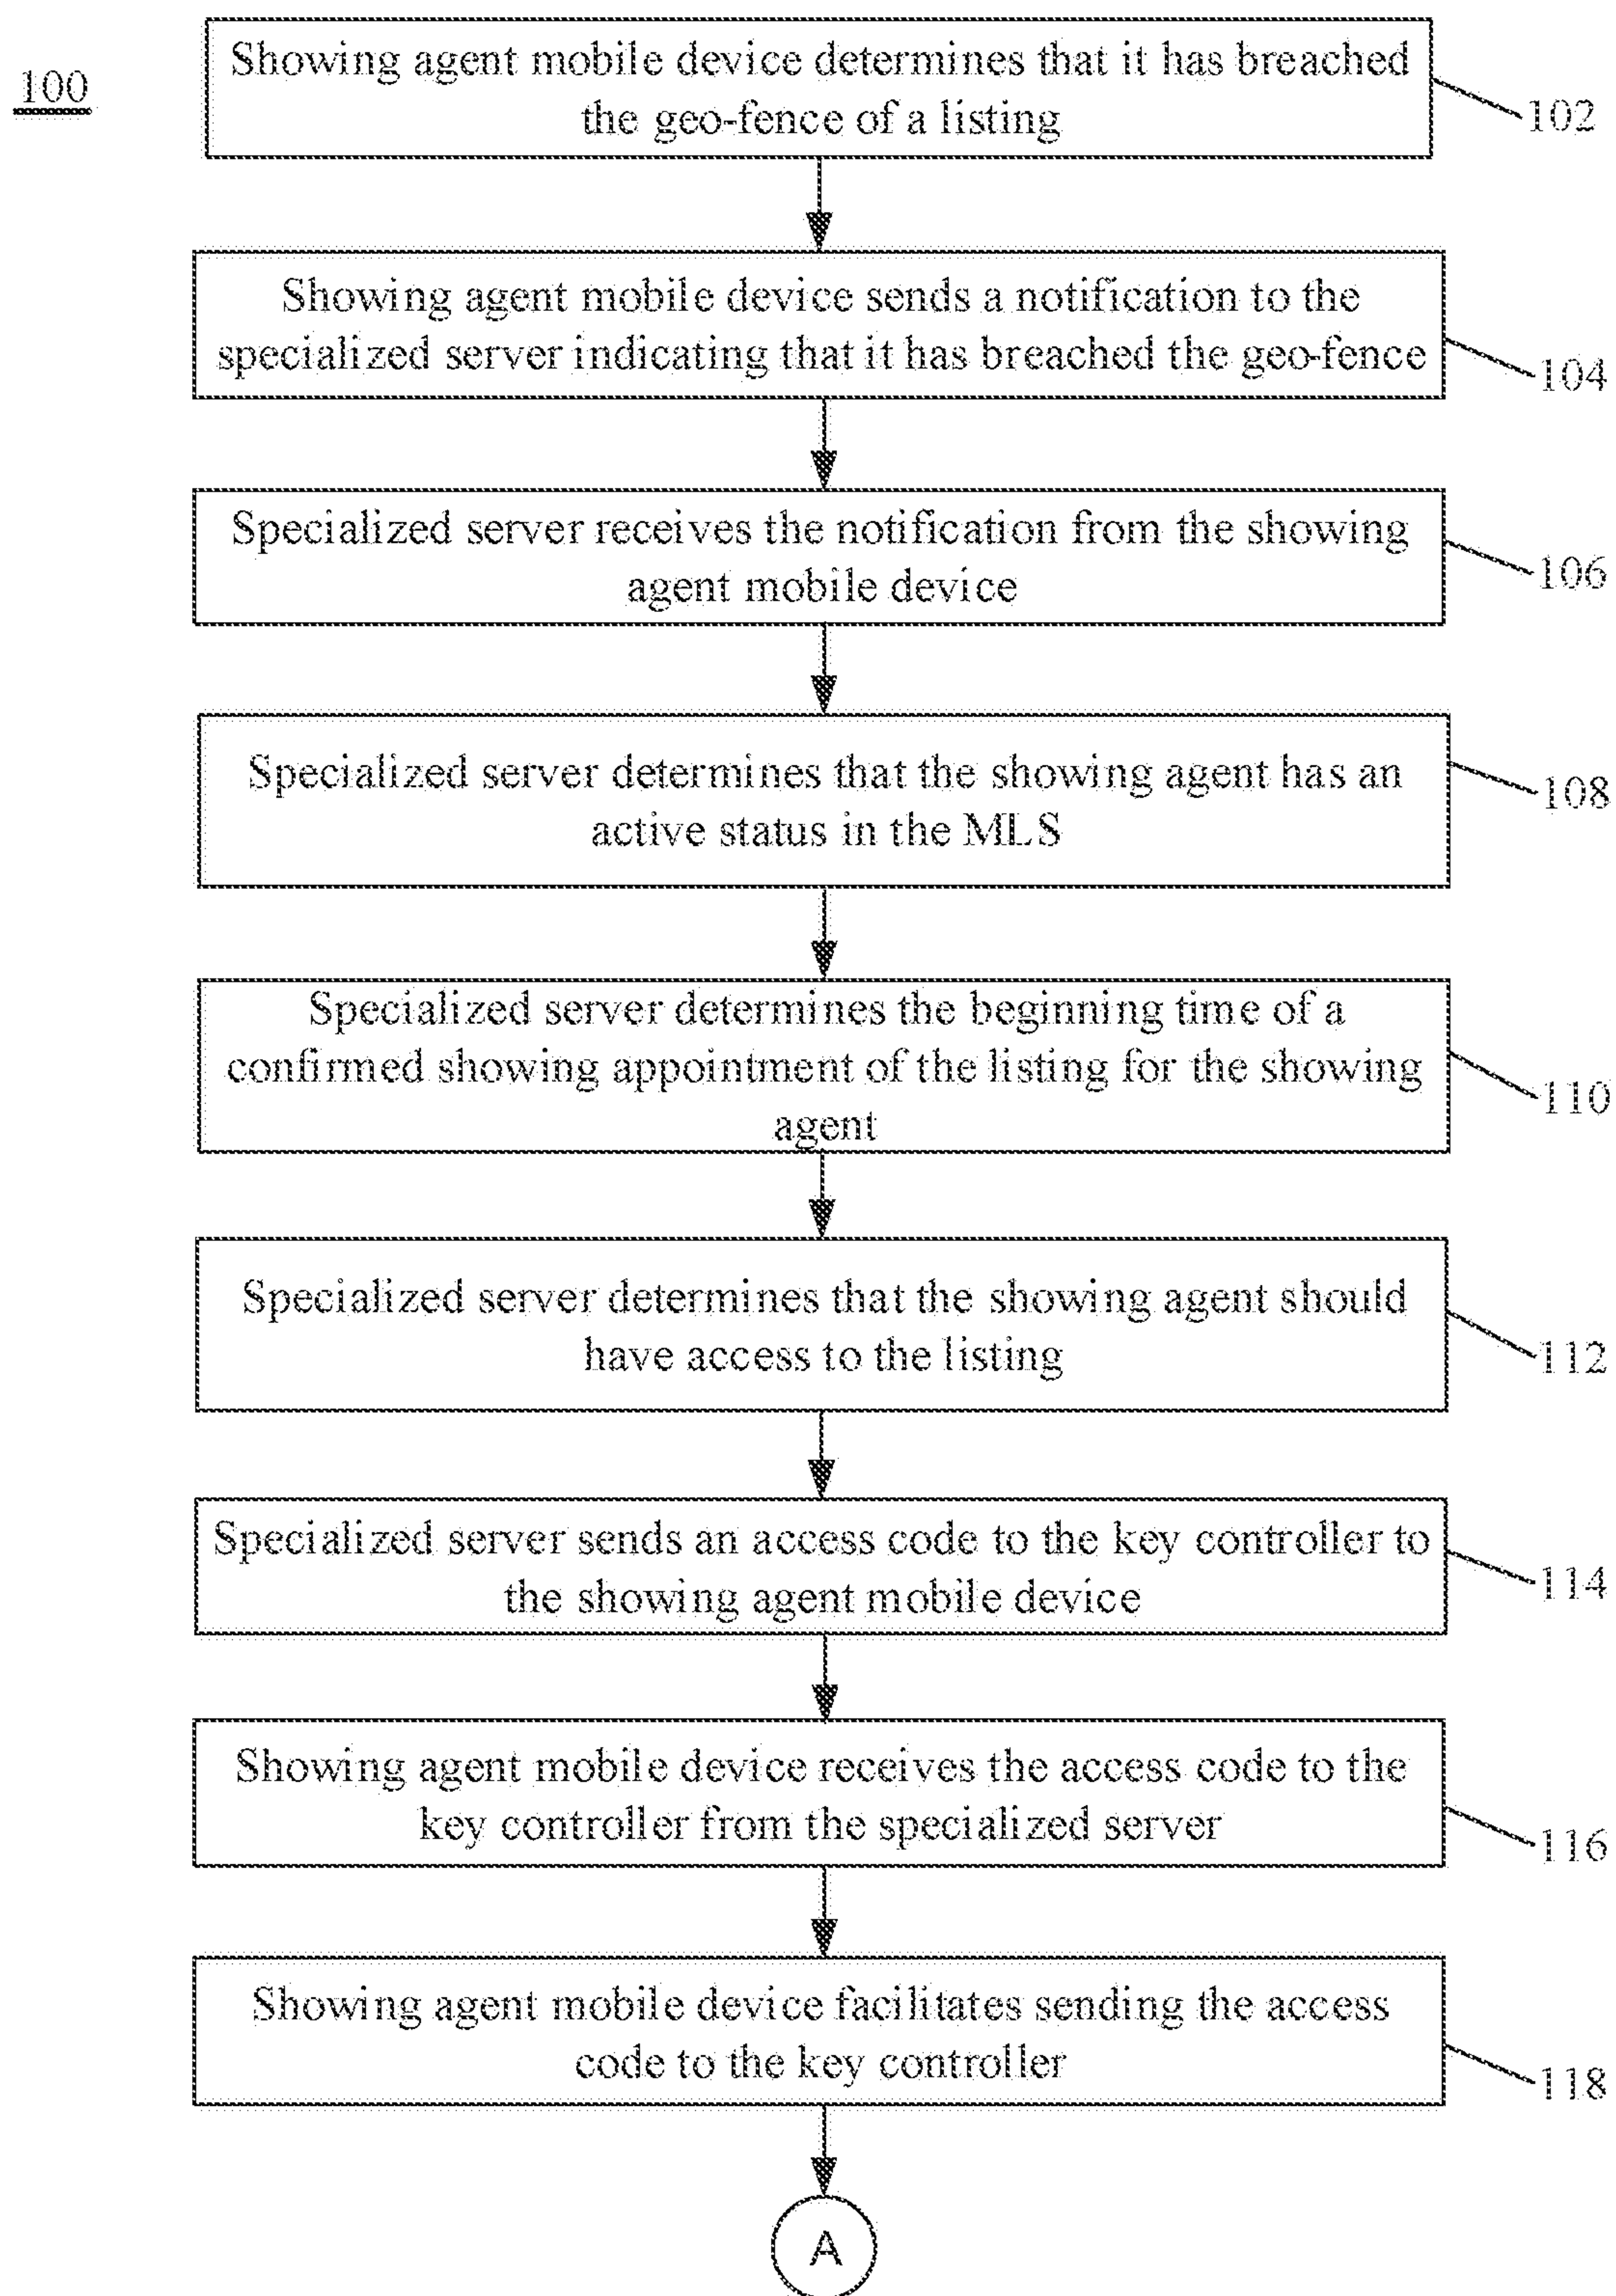 100
Showing agent mobile device determines that it has breached
the geo-fence of a listing
102
Showing agent mobile device sends a notification to the
specialized server indicating that it has breached the geo-fence
104
Specialized server receives the notification from the showing
agent mobile device
106
Specialized server determines that the showing agent has an
active status in the MLS
108
Specialized server determines the beginning time of a
confirmed showing appointment of the listing for the showing
agent
110
Specialized server determines that the showing agent should
have access to the listing
112
Specialized server sends an access code to the key controller to
the showing agent mobile device
114
Showing agent mobile device receives the access code to the
key controller from the specialized server
116
Showing agent mobile device facilitates sending the access
code to the key controller
118
A